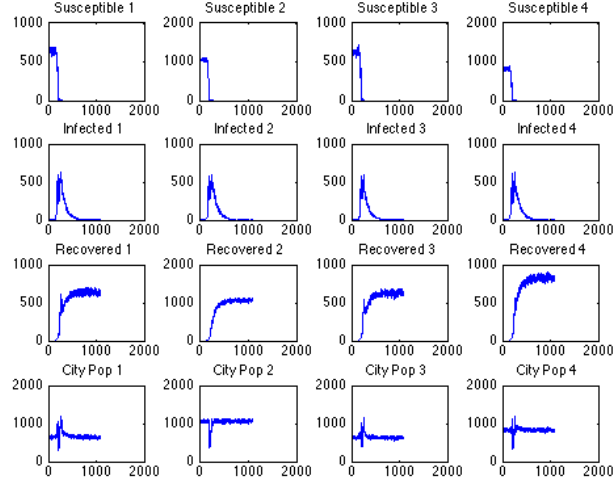 Susceptible 1 Susceptible 2 Susceptible 3 Susceptible 4
1000 2000 1000 2000
500 1000 500 1000
0 0 0 0
0 1000 2000 0 1000 2000 0 1000 2000 0 1000 2000
Infected 1 Infected 2 Infected 3 Infected 4
1000 1000 1000 1000
500 500 500 500
0 0 0 0
0 1000 2000 0 1000 2000 0 1000 2000 0 1000 2000
Recovered 1 Recovered 2 Recovered 3 Recovered 4
1000 2000 1000 1000
500 1000 500 500
0 0 0 0
0 1000 2000 0 1000 2000 0 1000 2000 0 1000 2000
City Pop 1 City Pop 2 City Pop 3 City Pop 4
2000 2000 2000 2000
1000 1000 1000 1000
0 0 0 0
0 1000 2000 0 1000 2000 0 1000 2000 0 1000 2000